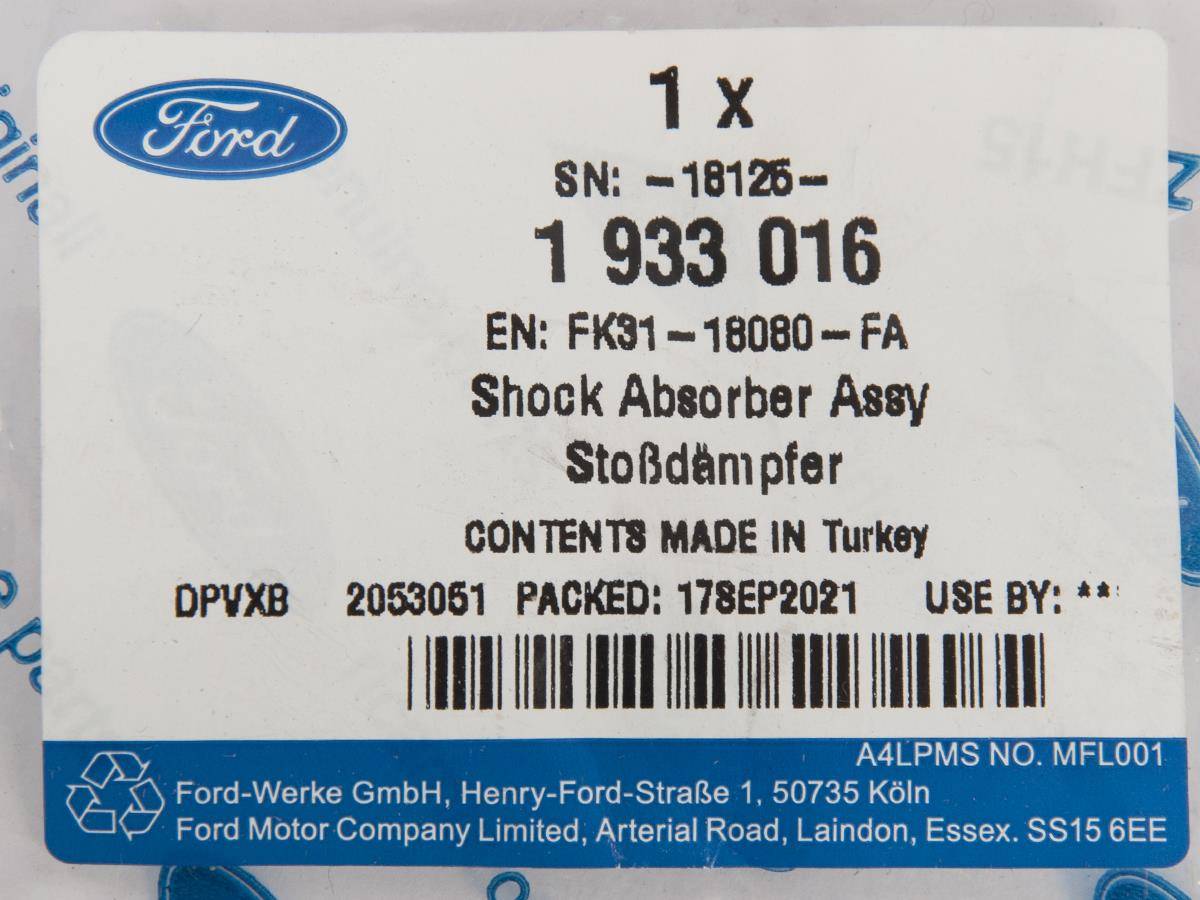 Ford
1 x
SN: -18125-
1 933 016
EN: FK31-18080-FA
Shock Absorber Assy
Stoßdämpfer
CONTENTS MADE IN Turkey
DPVXB 2053051 PACKED: 17SEP2021 USE BY: **
A4LPMS NO. MFL001
Ford-Werke GmbH, Henry-Ford-Straße 1, 50735 Köln
Ford Motor Company Limited, Arterial Road, Laindon, Essex. SS15 6EE